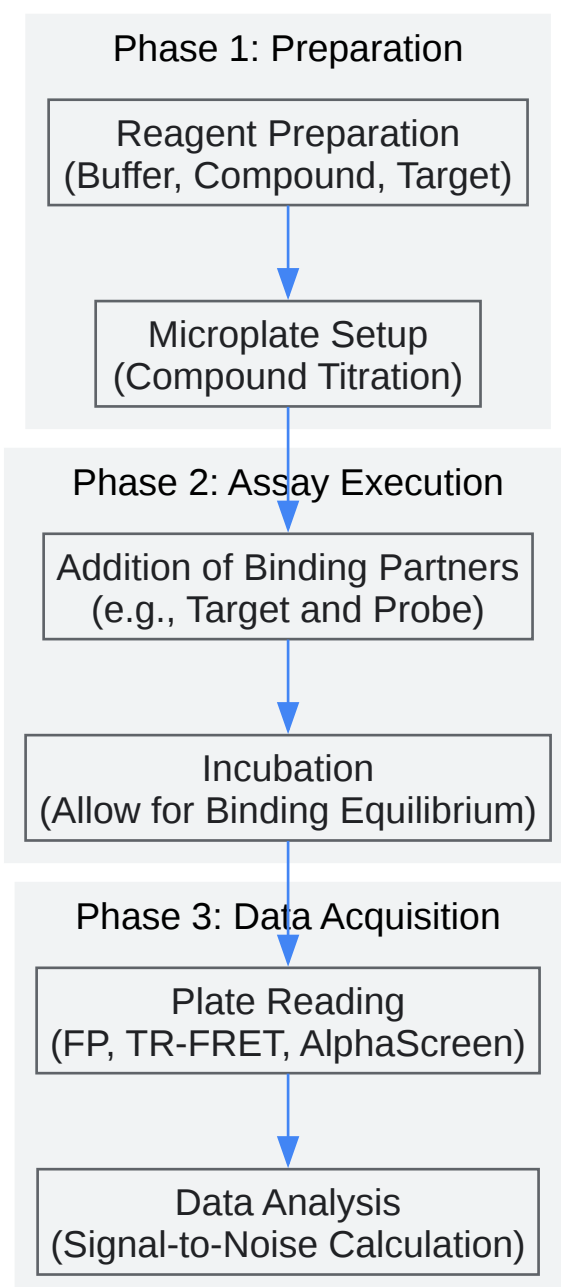 Phase 1: Preparation
Reagent Preparation
(Buffer, Compound, Target)
Microplate Setup
(Compound Titration)
Phase 2: Assay Execution
Addition of Binding Partners
(e.g., Target and Probe)
Incubation
(Allow for Binding Equilibrium)
Phase 3: Data Acquisition
Plate Reading
(FP, TR-FRET, AlphaScreen)
Data Analysis
(Signal-to-Noise Calculation)